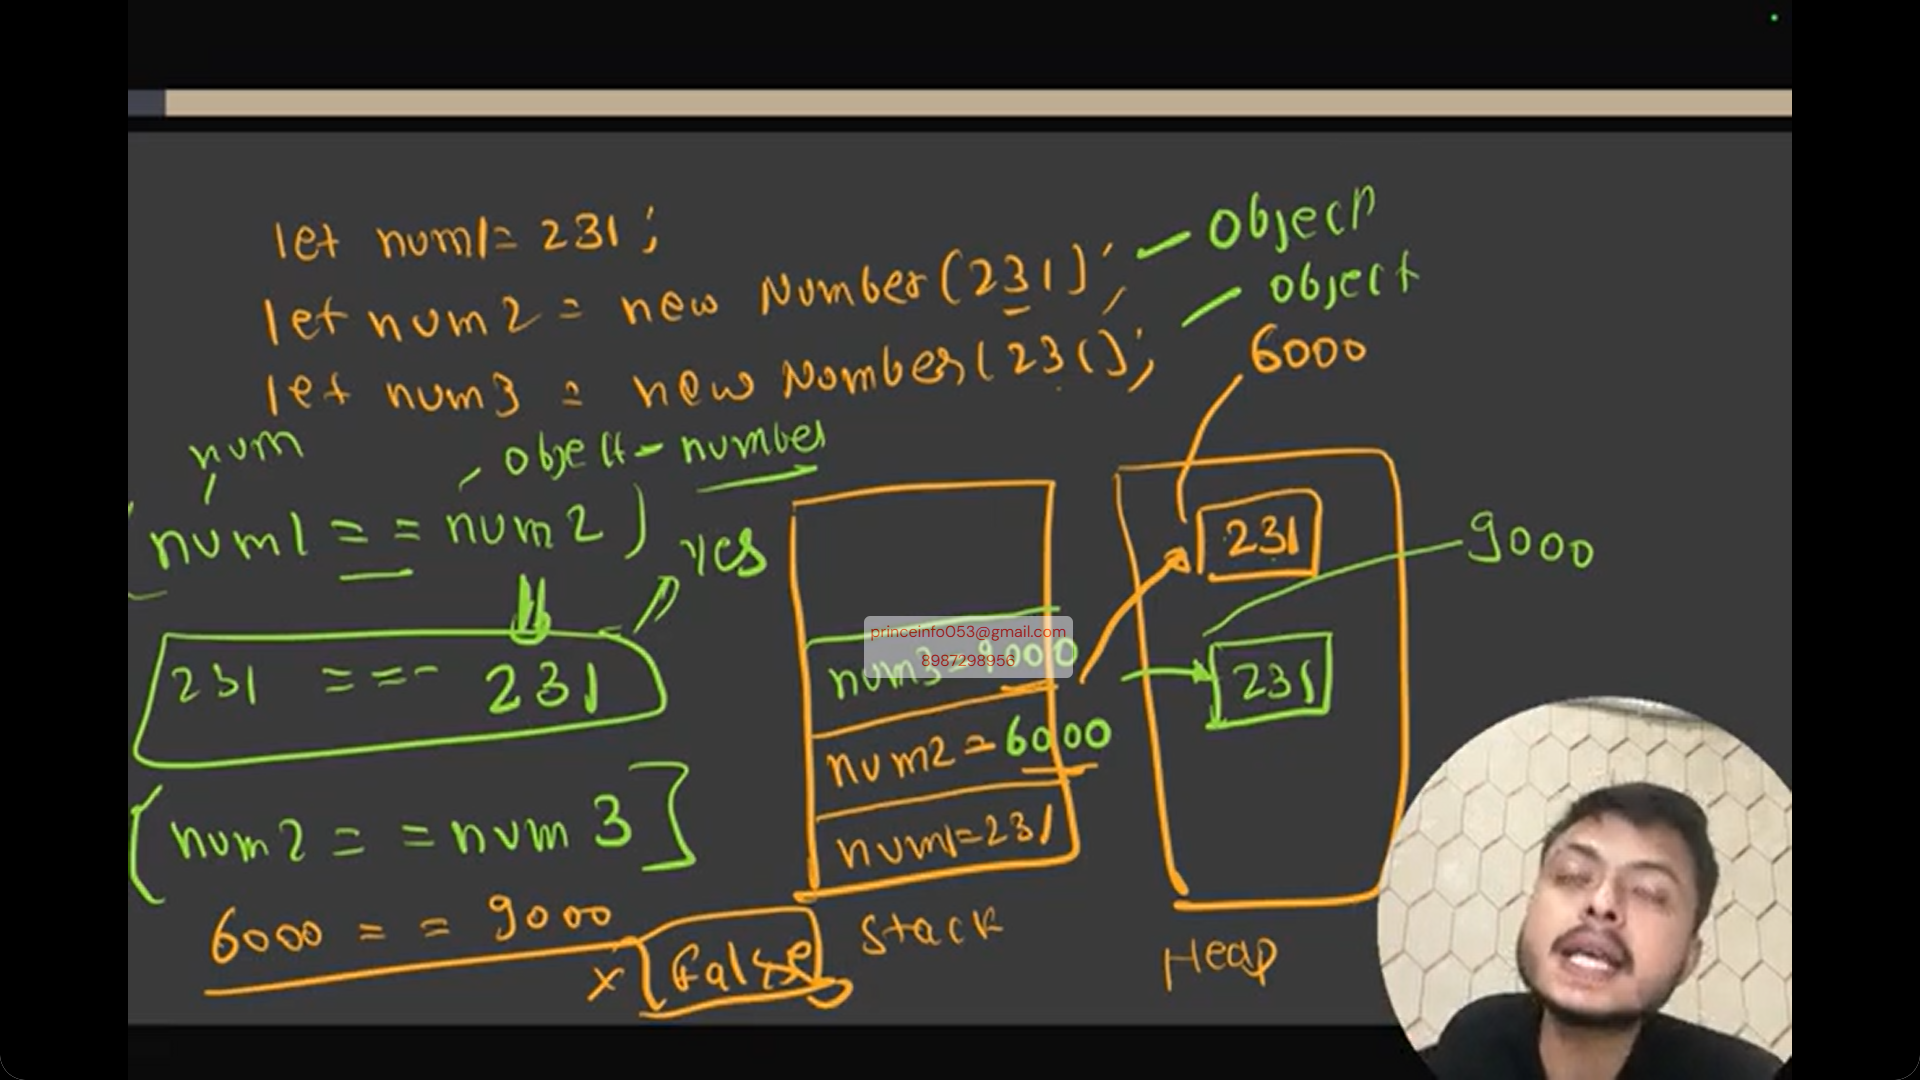 let num1= 231;
let num2 = new Number(231); - Object
let num3 = new Number(231); - object
6000
num
object - number
(num1 == num2)
yes
231 === 231
[num2 == num3]
6000 == 9000
x False
num3=9000
num2=6000
num1=231
Stack
231
9000
231
Heap
princeinfo053@gmail.com
8987298956